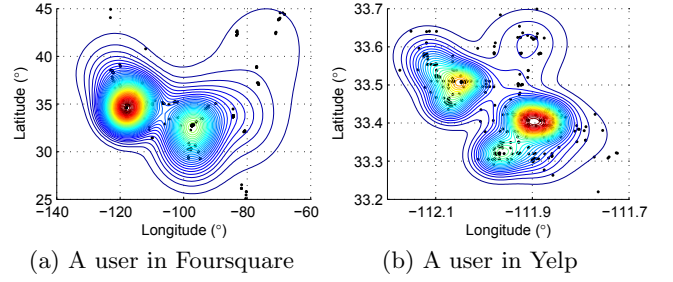 45
40
35
30
25
Latitude (°)
−140 −120 −100 −80 −60
Longitude (°)
(a) A user in Foursquare
33.7
33.6
33.5
33.4
33.3
33.2
Latitude (°)
−112.1 −111.9 −111.7
Longitude (°)
(b) A user in Yelp